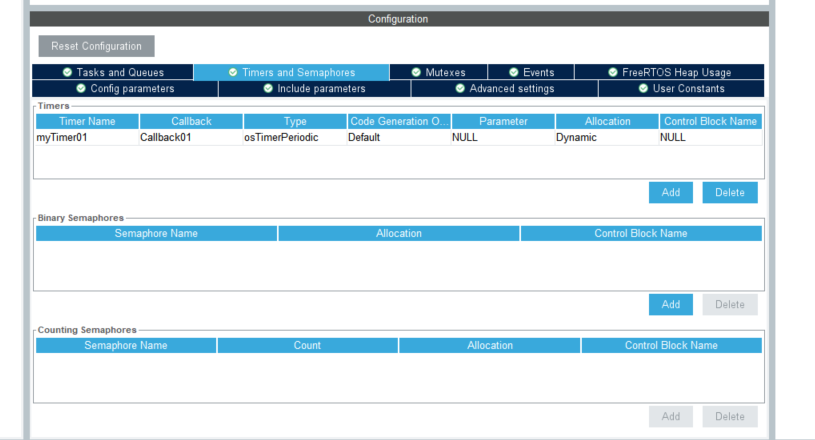 Configuration
Reset Configuration
Tasks and Queues Timers and Semaphores Mutexes Events FreeRTOS Heap Usage
Config parameters Include parameters Advanced settings User Constants
Timers
Timer Name Callback Type Code Generation O... Parameter Allocation Control Block Name
myTimer01 Callback01 osTimerPeriodic Default NULL Dynamic NULL
Add Delete
Binary Semaphores
Semaphore Name Allocation Control Block Name
Add Delete
Counting Semaphores
Semaphore Name Count Allocation Control Block Name
Add Delete